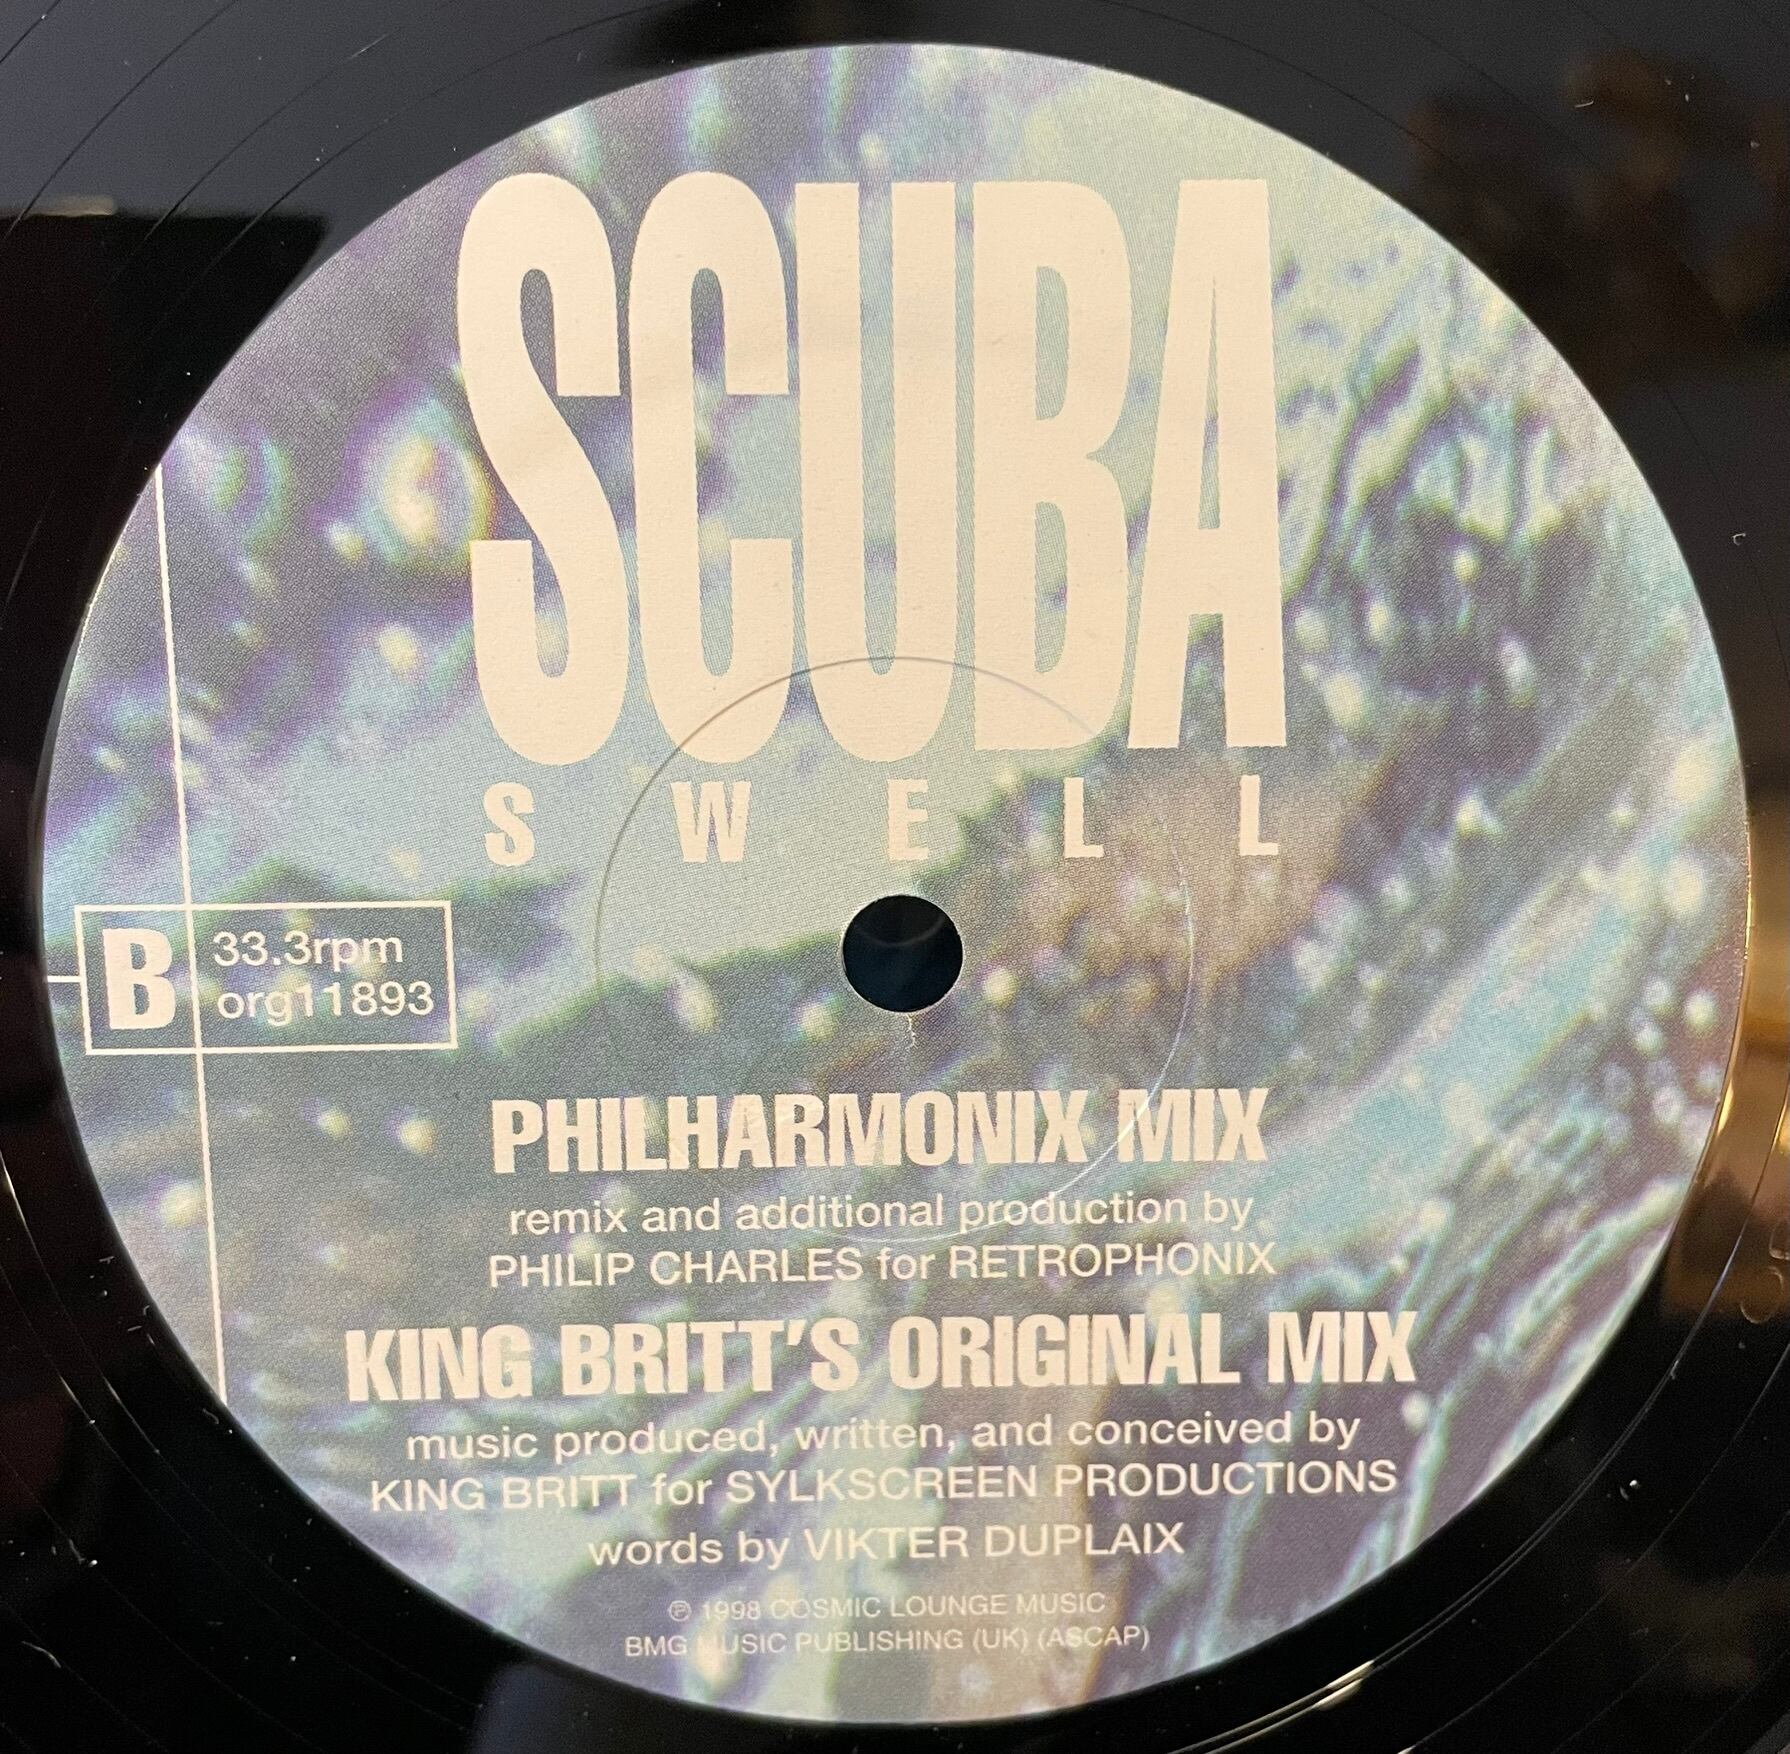 SCUBA
SWELL
B
33.3rpm
org11893
PHILHARMONIX MIX
remix and additional production by
PHILIP CHARLES for RETROPHONIX
KING BRITT'S ORIGINAL MIX
music produced, written, and conceived by
KING BRITT for SYLKSCREEN PRODUCTIONS
words by VIKTER DUPLAIX
℗ 1998 COSMIC LOUNGE MUSIC
BMG MUSIC PUBLISHING (UK) (ASCAP)